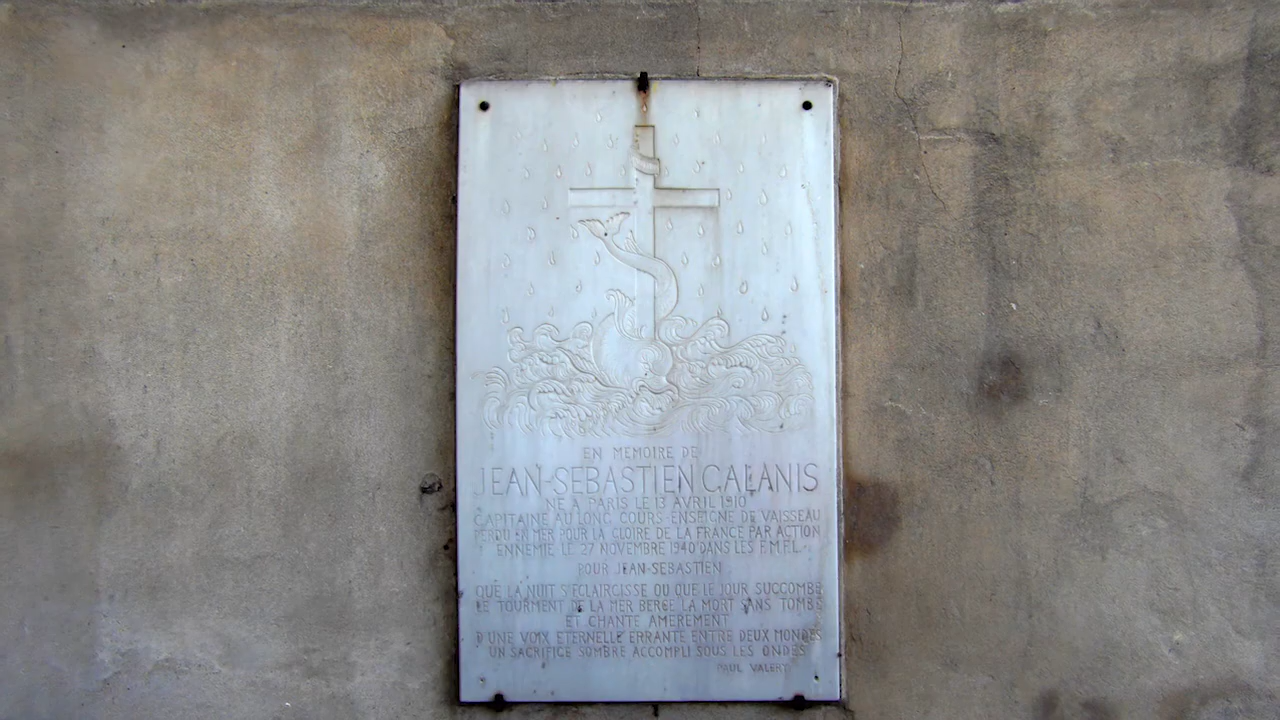 EN MEMOIRE DE
JEAN-SEBASTIEN CALANIS
NE A PARIS LE 13 AVRIL 1910
CAPITAINE AU LONG COURS-ENSEIGNE DE VAISSEAU
PERDU EN MER POUR LA GLOIRE DE LA FRANCE PAR ACTION
ENNEMIE LE 27 NOVEMBRE 1940 DANS LES F.M.F.L.
POUR JEAN-SEBASTIEN
QUE LA NUIT S'ECLAIRCISSE OU QUE LE JOUR SUCCOMBE
LE TOURMENT DE LA MER BERCE LA MORT SANS TOMBE
ET CHANTE AMEREMENT
D'UNE VOIX ETERNELLE ERRANTE ENTRE DEUX MONDES
UN SACRIFICE SOMBRE ACCOMPLI SOUS LES ONDES
PAUL VALERY